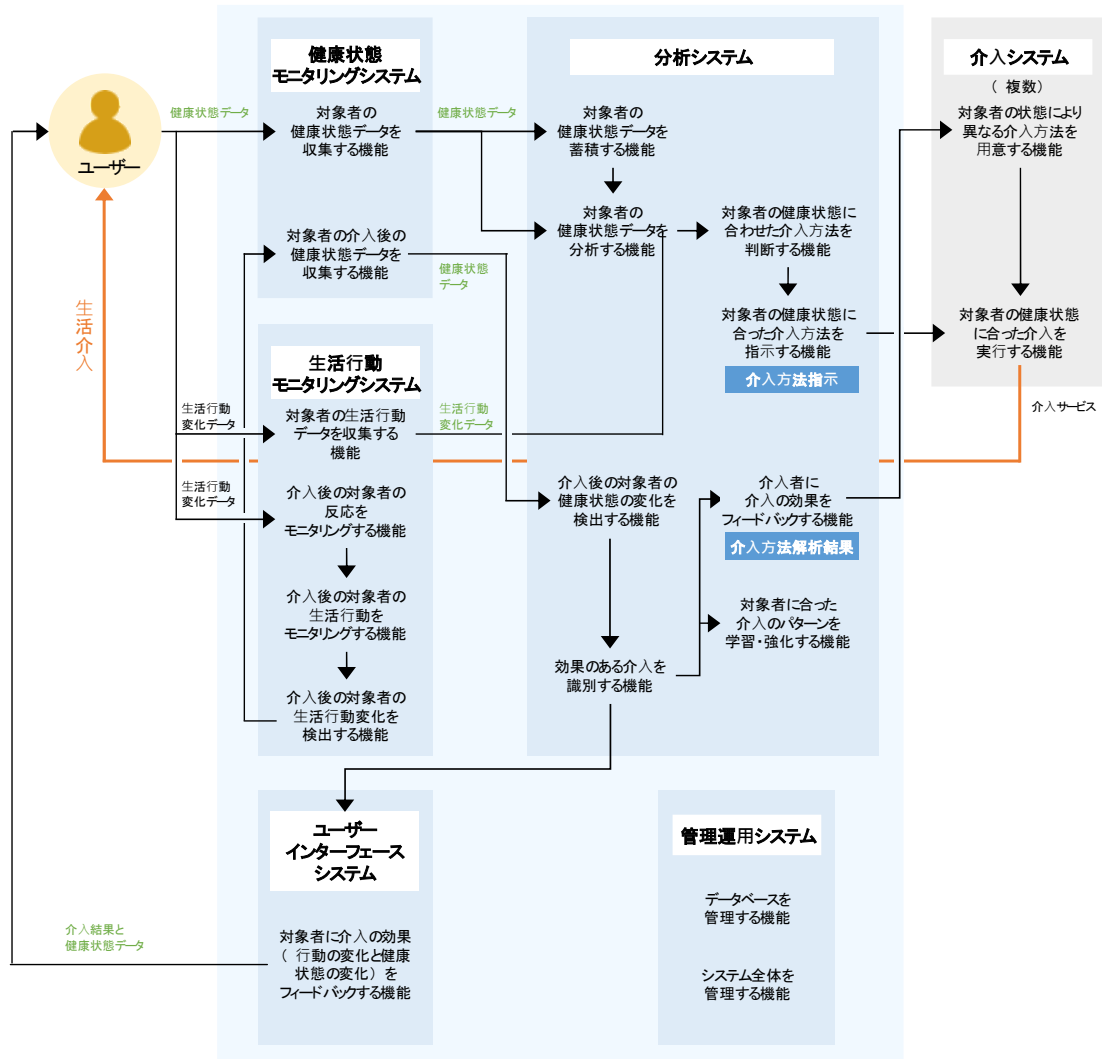 健康状態
モニタリングシステム
分析システム
介入システム
( 複数)
ユーザー
健康状態データ
対象者の
健康状態データを
収集する機能
健康状態データ
対象者の
健康状態データを
蓄積する機能
対象者の状態により
異なる介入方法を
用意する機能
対象者の介入後の
健康状態データを
収集する機能
健康状態
データ
対象者の
健康状態データを
分析する機能
対象者の健康状態に
合わせた介入方法を
判断する機能
対象者の健康状態に
合った介入方法を
指示する機能
介入方法指示
対象者の健康状態
に合った介入を
実行する機能
介入サービス
生活介入
生活行動
モニタリングシステム
生活行動
変化データ
対象者の生活行動
データを収集する
機能
生活行動
変化データ
生活行動
変化データ
介入後の対象者の
反応を
モニタリングする機能
介入後の対象者の
生活行動を
モニタリングする機能
介入後の対象者の
生活行動変化を
検出する機能
介入後の対象者の
健康状態の変化を
検出する機能
介入者に
介入の効果を
フィードバックする機能
介入方法解析結果
対象者に合った
介入のパターンを
学習・強化する機能
効果のある介入を
識別する機能
ユーザー
インターフェース
システム
介入結果と
健康状態データ
対象者に介入の効果
( 行動の変化と健康
状態の変化) を
フィードバックする機能
管理運用システム
データベースを
管理する機能
システム全体を
管理する機能